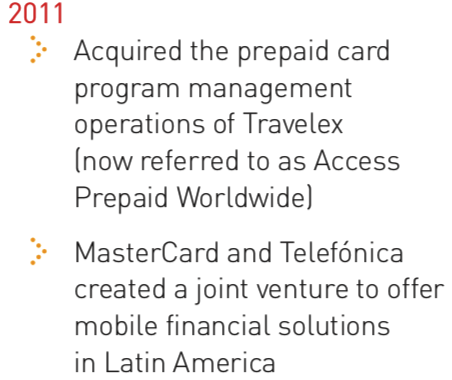 2011
Acquired the prepaid card
program management
operations of Travelex
(now referred to as Access
Prepaid Worldwide)
MasterCard and Telefónica
created a joint venture to offer
mobile financial solutions
in Latin America